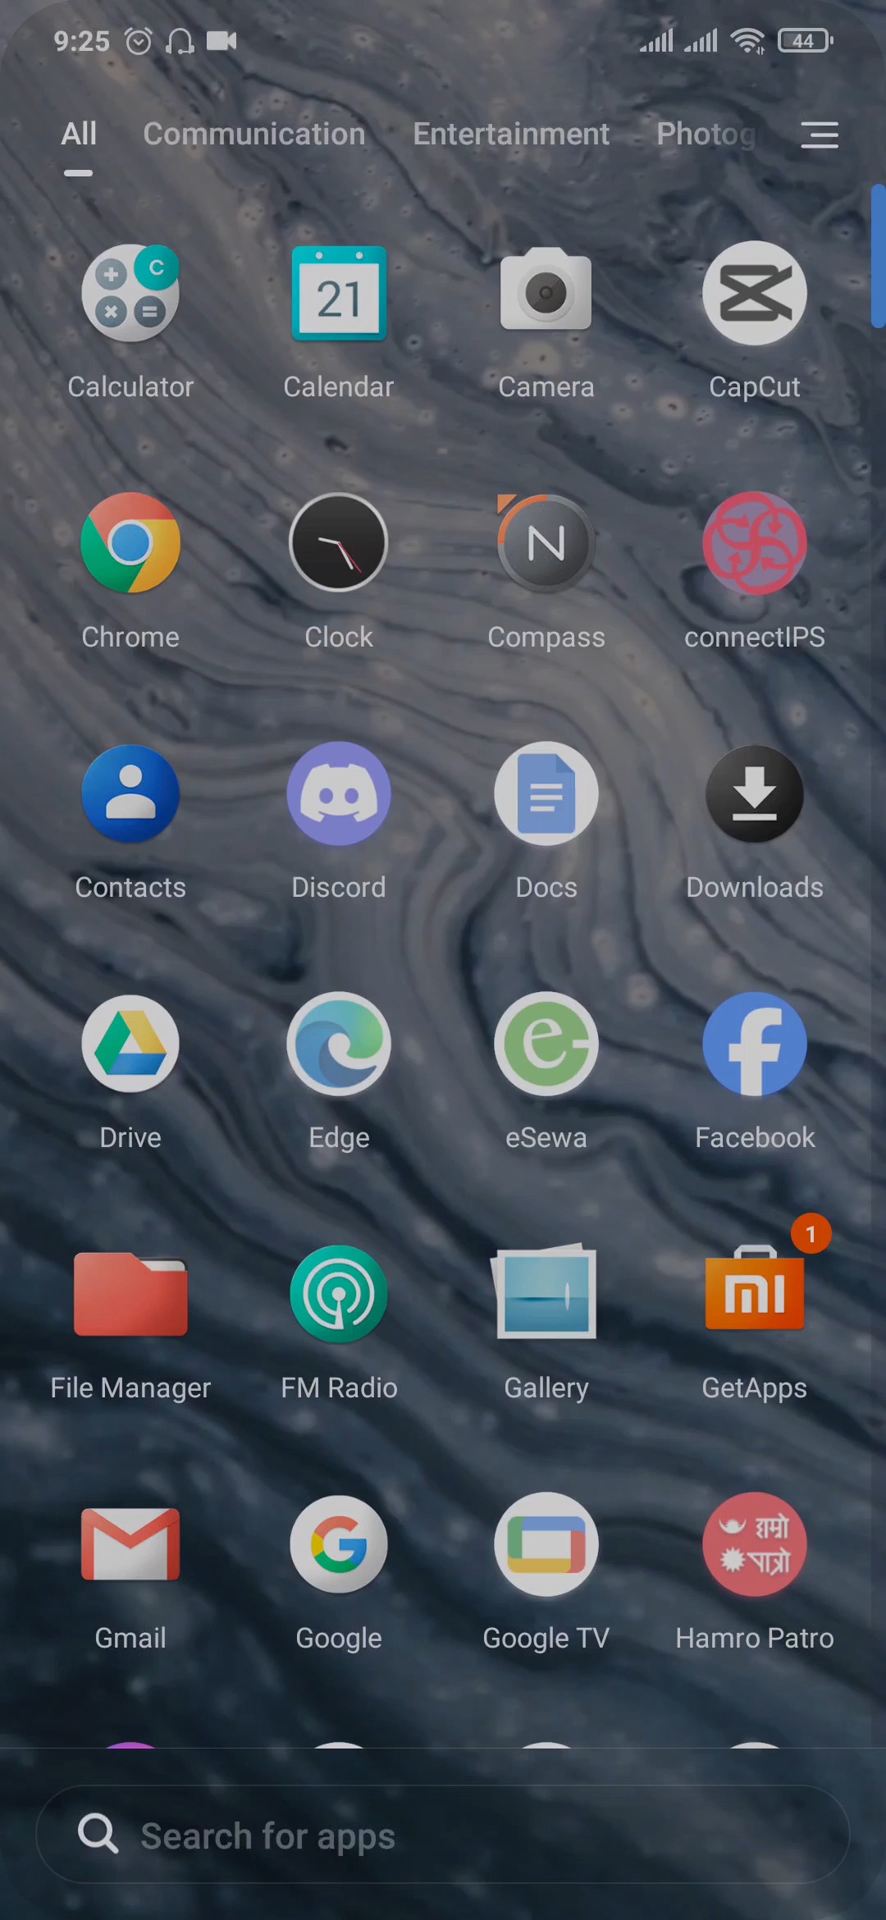 9:25
44
All Communication Entertainment Photog
C
21
Calculator Calendar Camera CapCut
N
Chrome Clock Compass connectIPS
Contacts Discord Docs Downloads
e
f
Drive Edge eSewa Facebook
1
mi
File Manager FM Radio Gallery GetApps
G
हाम्रो
पात्रो
Gmail Google Google TV Hamro Patro
Search for apps